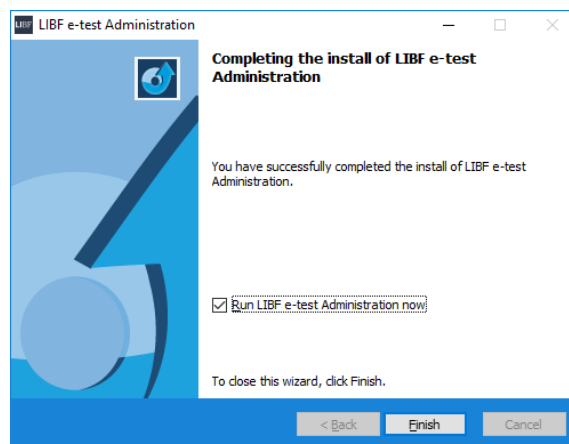 LIBF LIBF e-test Administration
Completing the install of LIBF e-test
Administration
You have successfully completed the install of LIBF e-test
Administration.
Run LIBF e-test Administration now
To close this wizard, click Finish.
< Back Finish Cancel